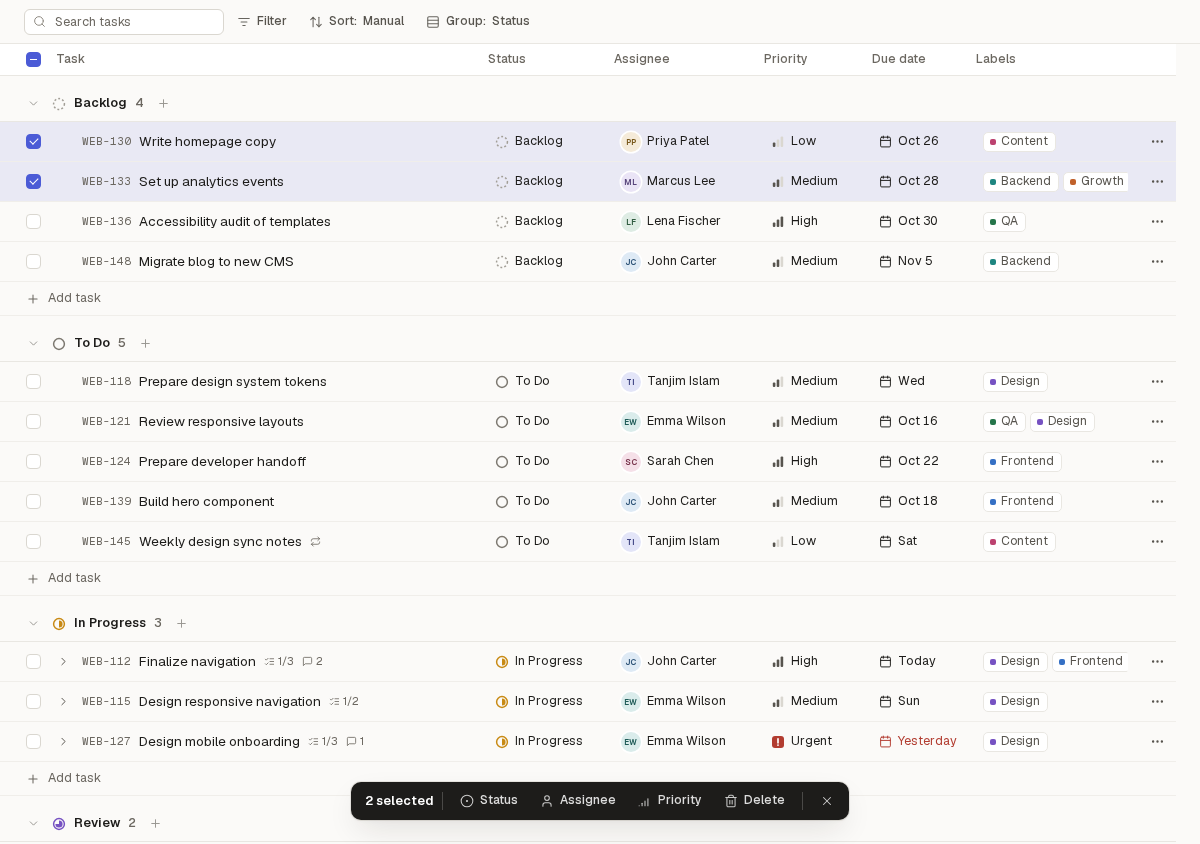 Search tasks Filter Sort: Manual Group: Status
Task Status Assignee Priority Due date Labels
Backlog 4
WEB-130 Write homepage copy Backlog PP Priya Patel Low Oct 26 Content
WEB-133 Set up analytics events Backlog ML Marcus Lee Medium Oct 28 Backend Growth
WEB-136 Accessibility audit of templates Backlog LF Lena Fischer High Oct 30 QA
WEB-148 Migrate blog to new CMS Backlog JC John Carter Medium Nov 5 Backend
Add task
To Do 5
WEB-118 Prepare design system tokens To Do TI Tanjim Islam Medium Wed Design
WEB-121 Review responsive layouts To Do EW Emma Wilson Medium Oct 16 QA Design
WEB-124 Prepare developer handoff To Do SC Sarah Chen High Oct 22 Frontend
WEB-139 Build hero component To Do JC John Carter Medium Oct 18 Frontend
WEB-145 Weekly design sync notes To Do TI Tanjim Islam Low Sat Content
Add task
In Progress 3
WEB-112 Finalize navigation 1/3 2 In Progress JC John Carter High Today Design Frontend
WEB-115 Design responsive navigation 1/2 In Progress EW Emma Wilson Medium Sun Design
WEB-127 Design mobile onboarding 1/3 1 In Progress EW Emma Wilson Urgent Yesterday Design
Add task
2 selected Status Assignee Priority Delete
Review 2